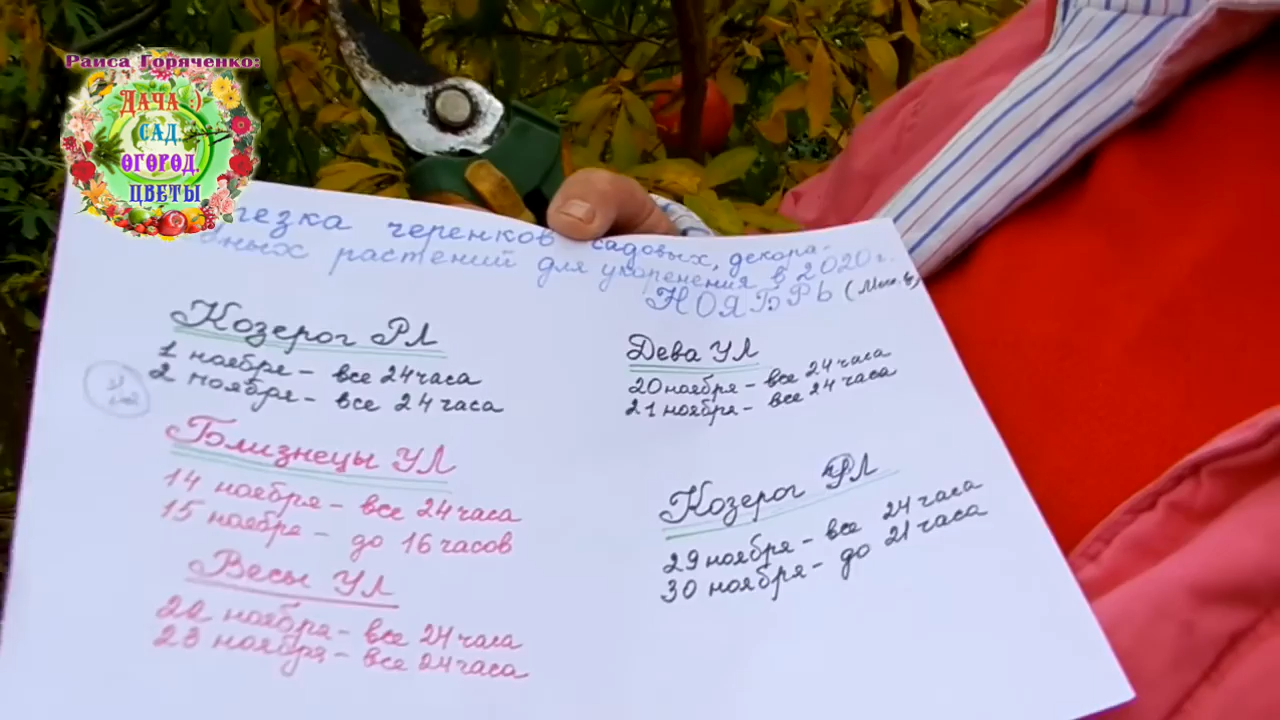 Раиса Горяченко:
Дача :)
САД,
ОГОРОД,
ЦВЕТЫ
черенков садовых, декора-
растений для укоренения в 2020 г.
НОЯБРЬ
Козерог РЛ
1 ноября - все 24 часа
2 ноября - все 24 часа
Близнецы УЛ
14 ноября - все 24 часа
15 ноября - до 16 часов
Весы УЛ
22 ноября - все 24 часа
23 ноября - все 24 часа
Дева УЛ
20 ноября - все 24 часа
21 ноября - все 24 часа
Козерог РЛ
29 ноября - все 24 часа
30 ноября - до 21 часа